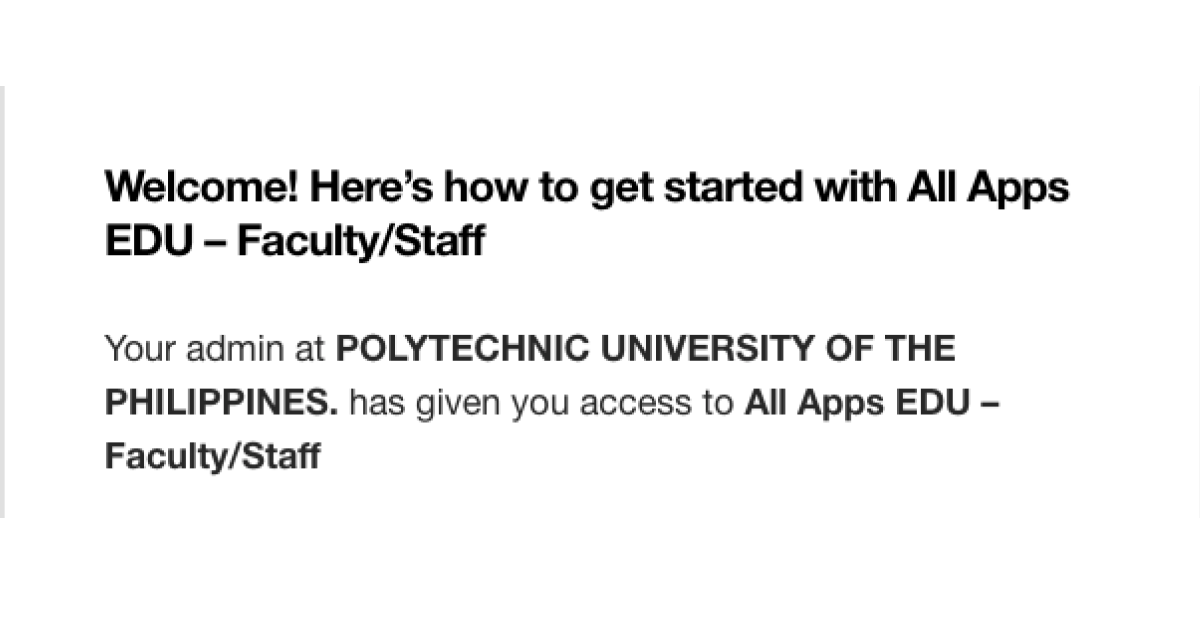 Welcome! Here’s how to get started with All Apps
EDU – Faculty/Staff
Your admin at POLYTECHNIC UNIVERSITY OF THE
PHILIPPINES. has given you access to All Apps EDU –
Faculty/Staff